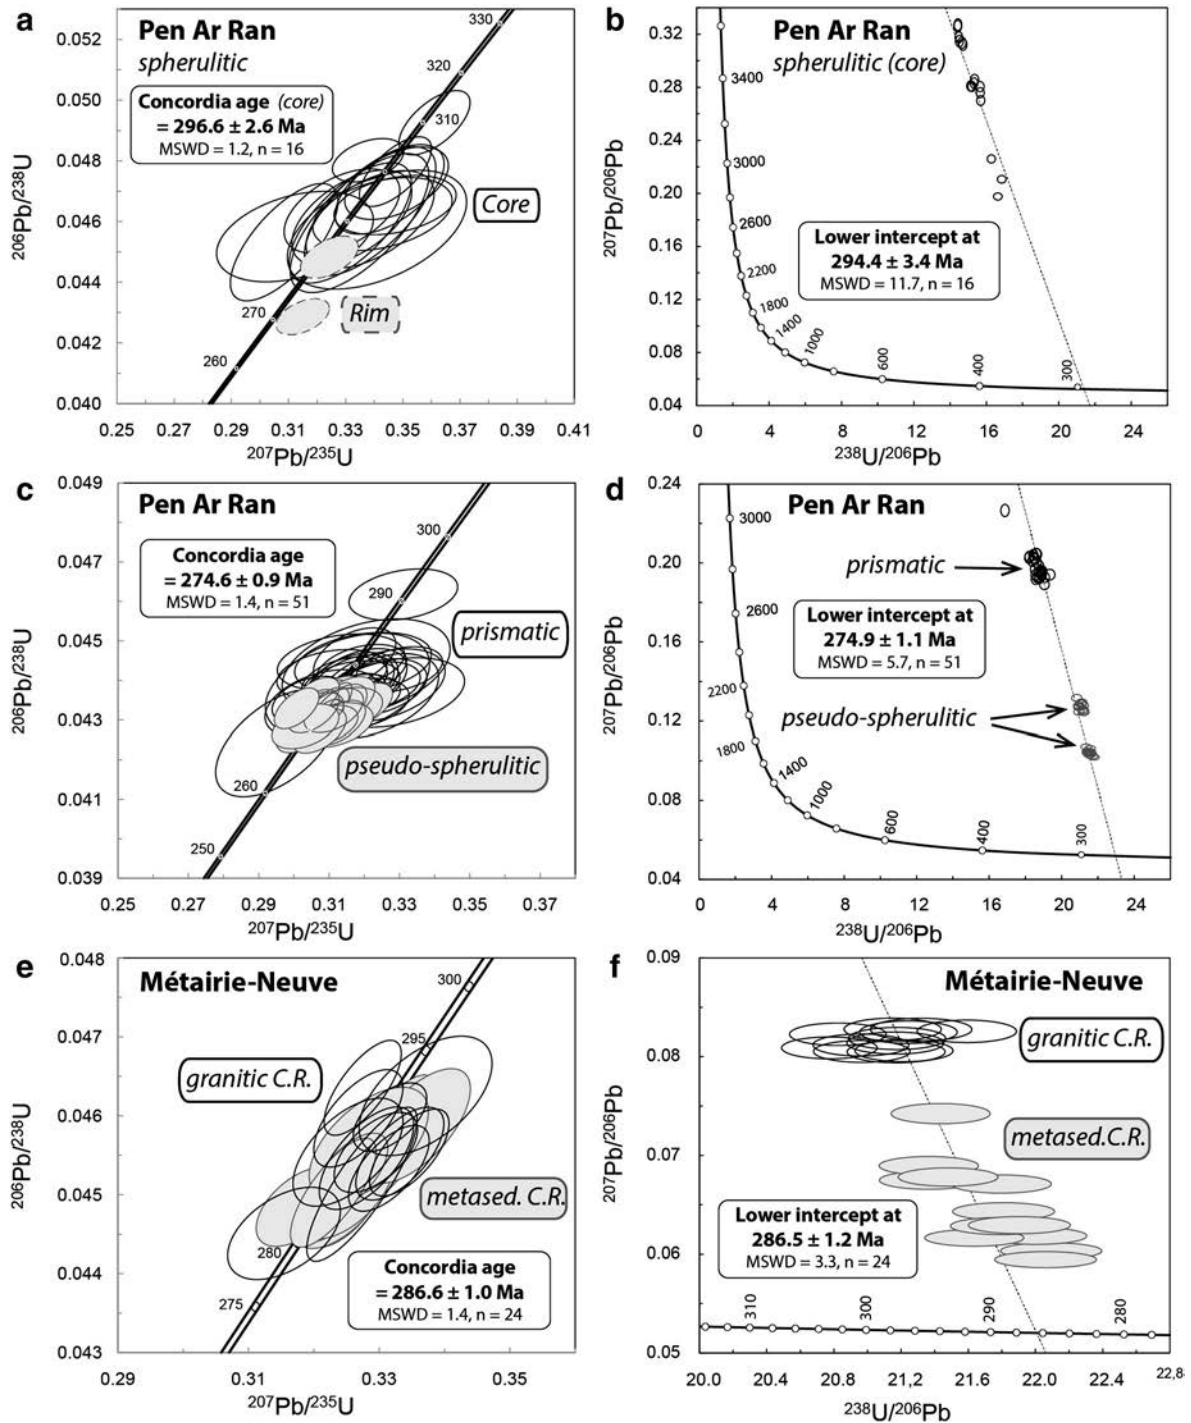 a
Pen Ar Ran
spherulitic
Concordia age (core)
= 296.6 ± 2.6 Ma
MSWD = 1.2, n = 16
Core
Rim
330
320
310
270
260
0.052
0.050
0.048
0.046
0.044
0.042
0.040
0.25 0.27 0.29 0.31 0.33 0.35 0.37 0.39 0.41
206Pb/238U
207Pb/235U
b
Pen Ar Ran
spherulitic (core)
Lower intercept at
294.4 ± 3.4 Ma
MSWD = 11.7, n = 16
3400
3000
2600
2200
1800
1400
1000
600
400
300
0.32
0.28
0.24
0.20
0.16
0.12
0.08
0.04
0 4 8 12 16 20 24
207Pb/206Pb
238U/206Pb
c
Pen Ar Ran
Concordia age
= 274.6 ± 0.9 Ma
MSWD = 1.4, n = 51
prismatic
pseudo-spherulitic
300
290
260
250
0.049
0.047
0.045
0.043
0.041
0.039
0.25 0.27 0.29 0.31 0.33 0.35 0.37
206Pb/238U
207Pb/235U
d
Pen Ar Ran
prismatic
Lower intercept at
274.9 ± 1.1 Ma
MSWD = 5.7, n = 51
pseudo-spherulitic
3000
2600
2200
1800
1400
1000
600
400
300
0.24
0.20
0.16
0.12
0.08
0.04
0 4 8 12 16 20 24
207Pb/206Pb
238U/206Pb
e
Métairie-Neuve
granitic C.R.
metased. C.R.
Concordia age
= 286.6 ± 1.0 Ma
MSWD = 1.4, n = 24
300
295
280
275
0.048
0.047
0.046
0.045
0.044
0.043
0.29 0.31 0.33 0.35
206Pb/238U
207Pb/235U
f
Métairie-Neuve
granitic C.R.
metased.C.R.
Lower intercept at
286.5 ± 1.2 Ma
MSWD = 3.3, n = 24
310
300
290
280
0.09
0.08
0.07
0.06
0.05
20.0 20.4 20.8 21,2 21.6 22.0 22.4 22,8
207Pb/206Pb
238U/206Pb